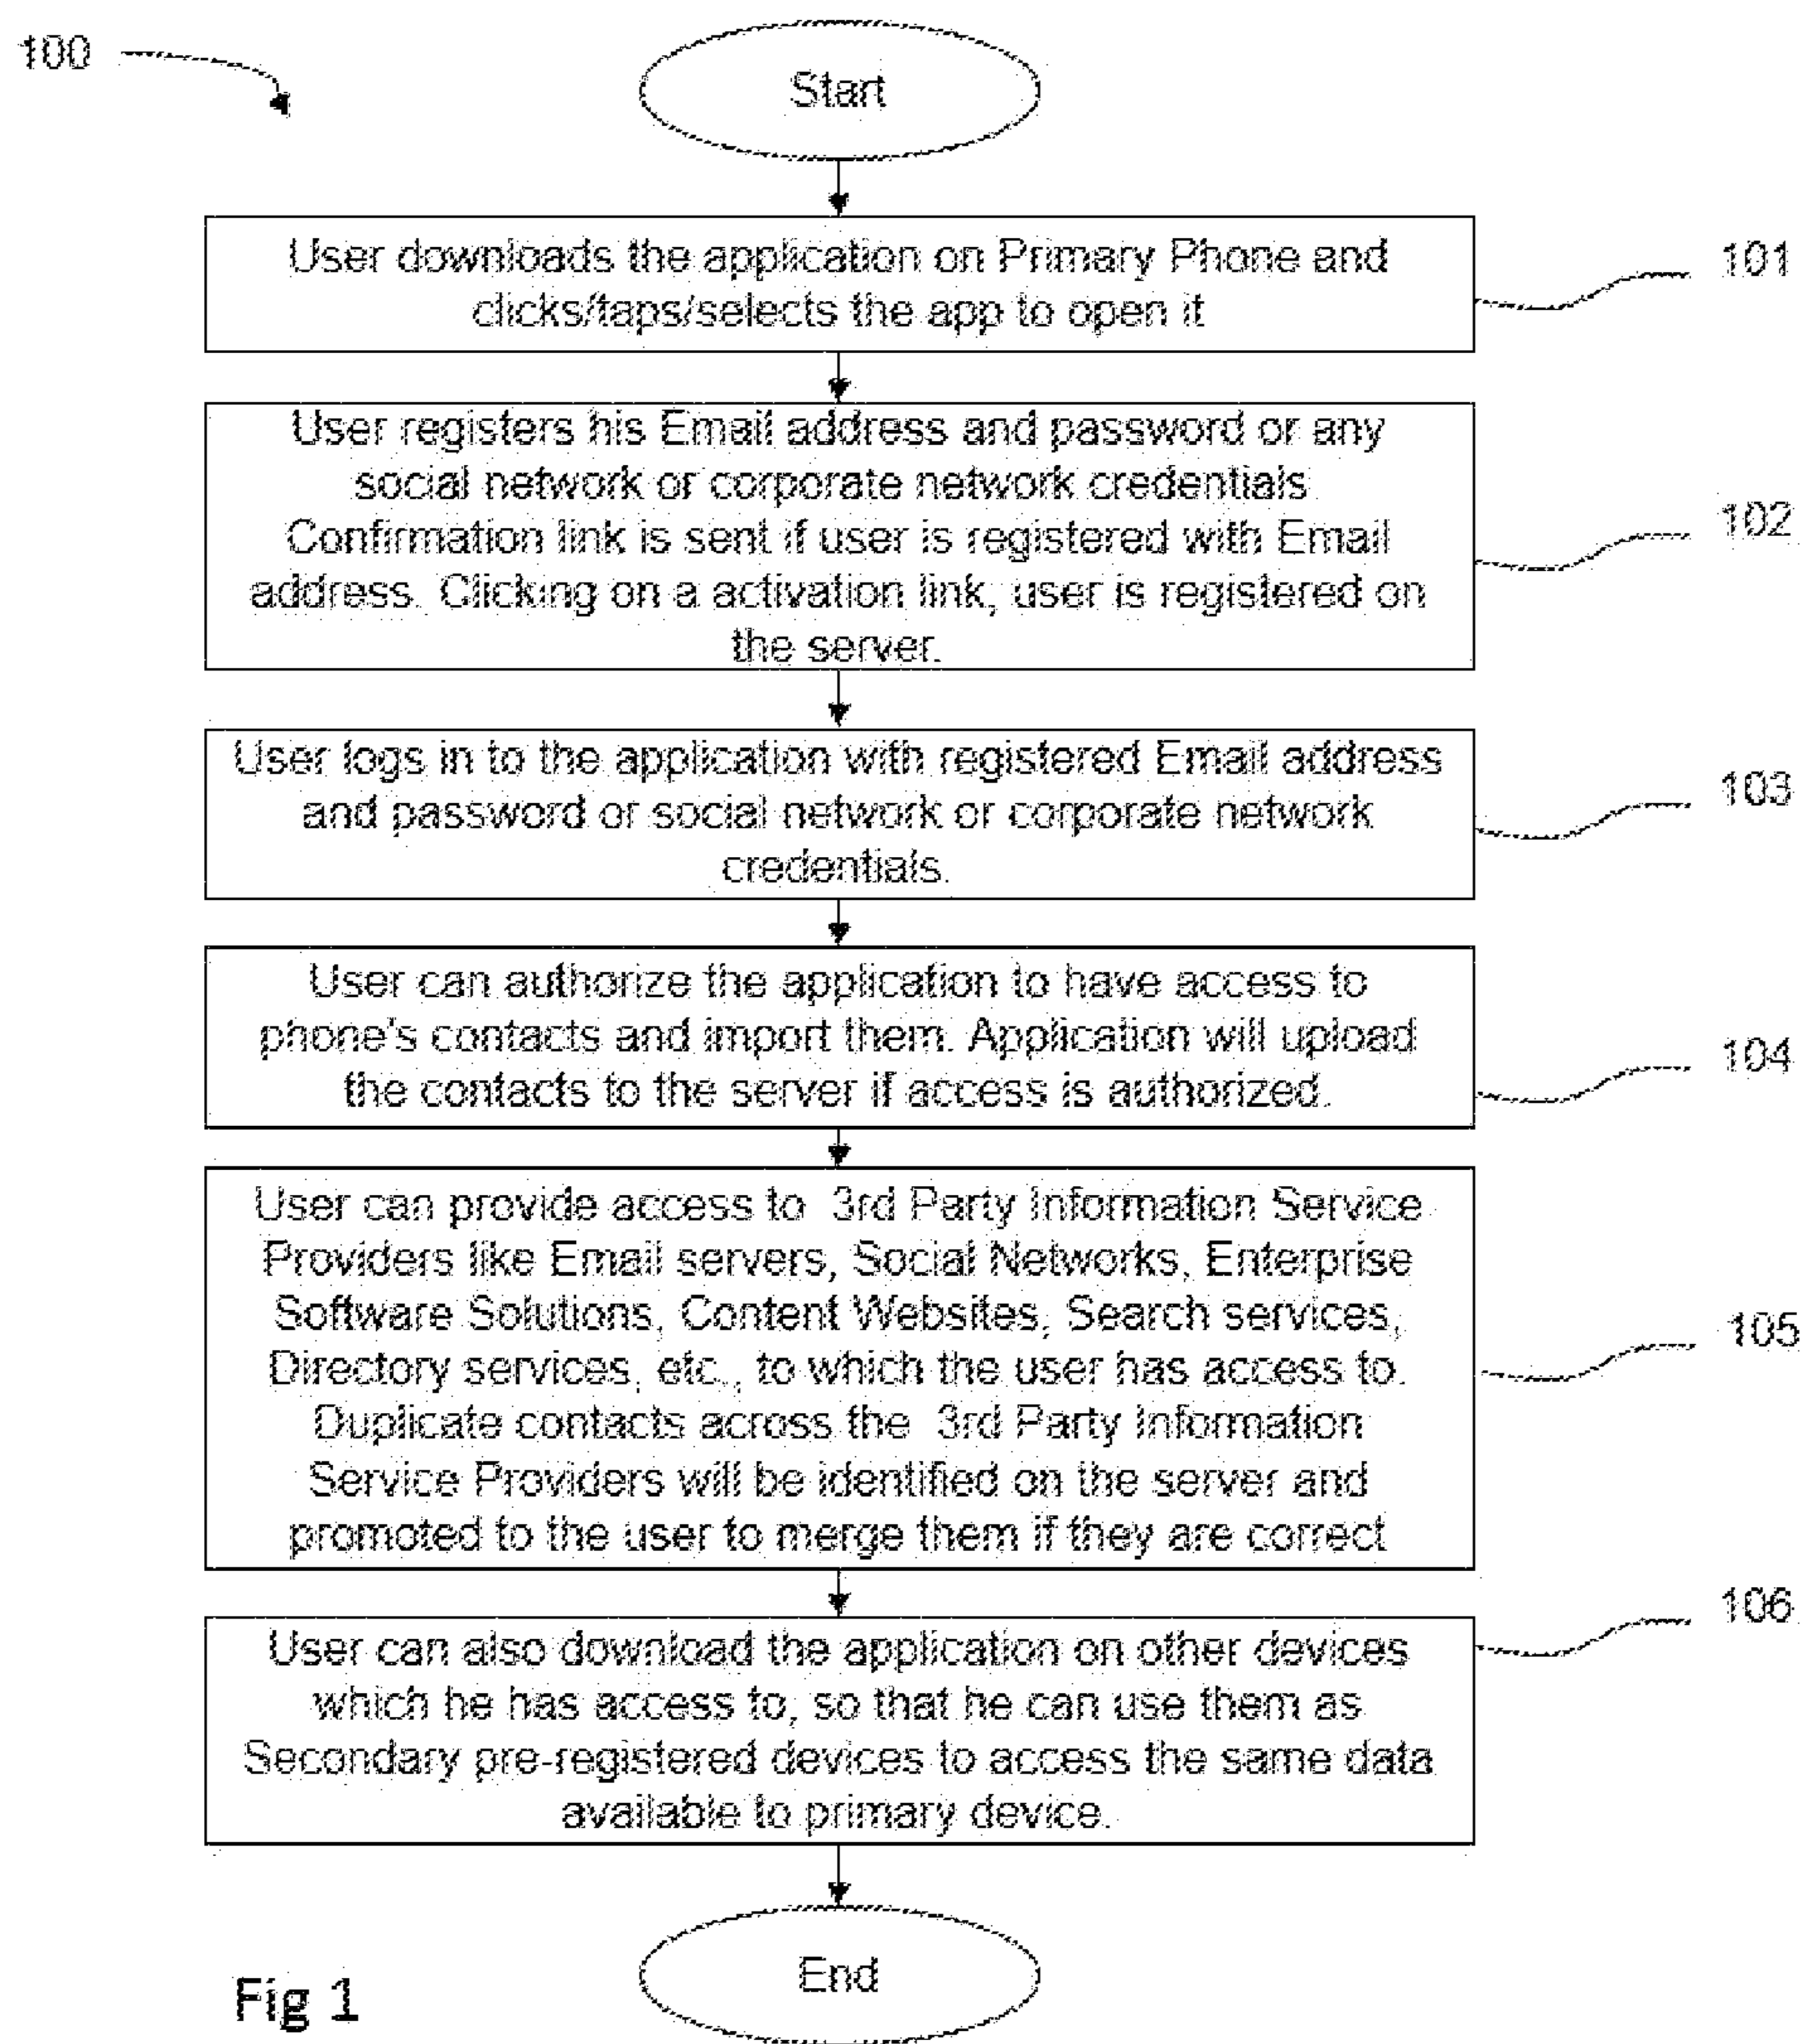 100
Start
User downloads the application on Primary Phone and
clicks/taps/selects the app to open it
101
User registers his Email address and password or any
social network or corporate network credentials
Confirmation link is sent if user is registered with Email
address. Clicking on a activation link, user is registered on
the server.
102
User logs in to the application with registered Email address
and password or social network or corporate network
credentials.
103
User can authorize the application to have access to
phone's contacts and import them. Application will upload
the contacts to the server if access is authorized.
104
User can provide access to 3rd Party Information Service
Providers like Email servers, Social Networks, Enterprise
Software Solutions, Content Websites, Search services,
Directory services, etc., to which the user has access to.
Duplicate contacts across the 3rd Party Information
Service Providers will be identified on the server and
promoted to the user to merge them if they are correct
105
User can also download the application on other devices
which he has access to, so that he can use them as
Secondary pre-registered devices to access the same data
available to primary device.
106
End
Fig 1